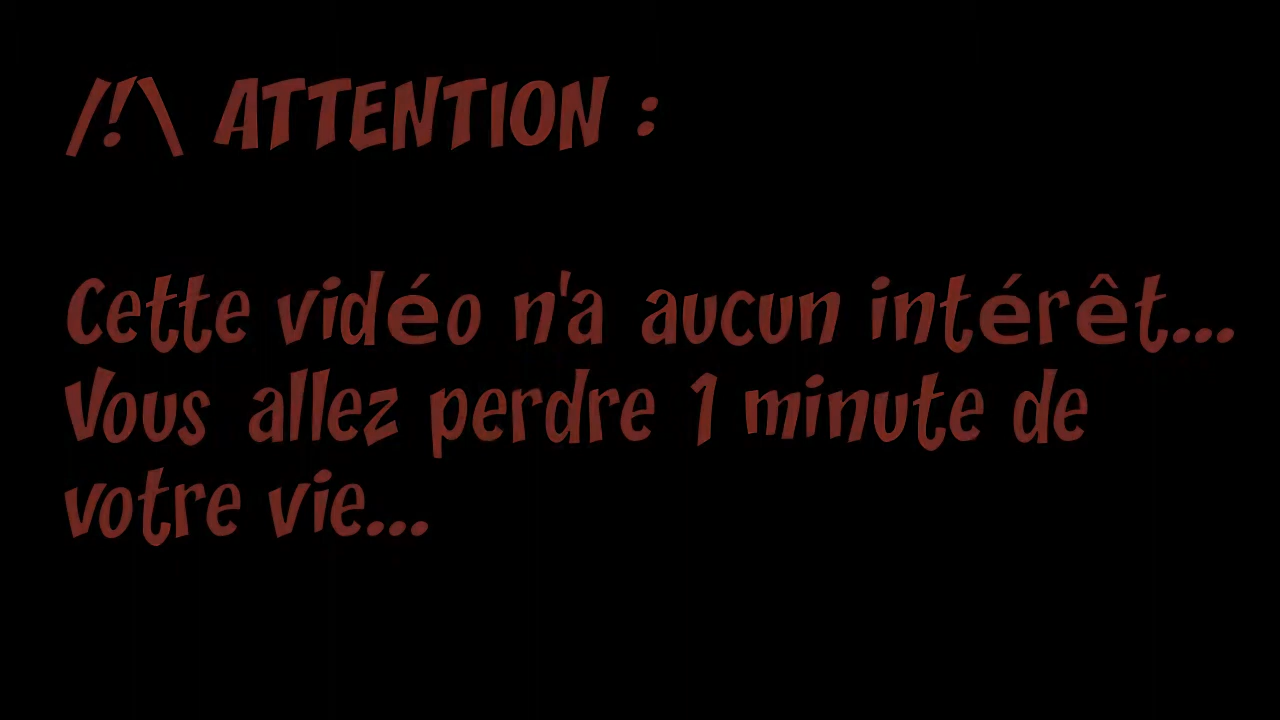 /!\ ATTENTION :
Cette vidéo n'a aucun intérêt...
Vous allez perdre 1 minute de
votre vie...